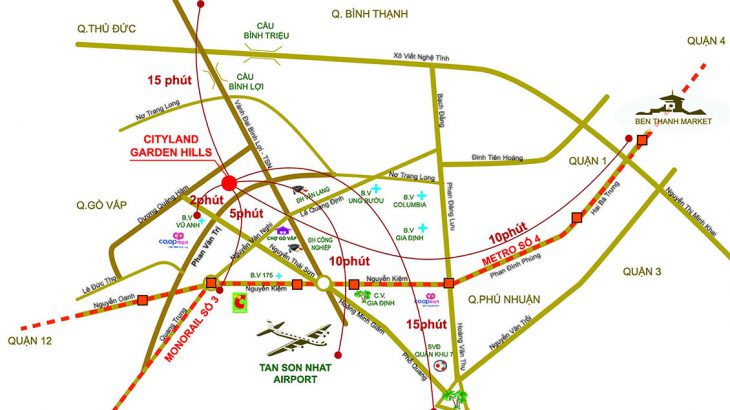 Q. BÌNH THẠNH
Q.THỦ ĐỨC
CẦU
BÌNH TRIỆU
QUẬN 4
Xô Viết Nghệ Tĩnh
15 phút
CẦU
BÌNH LỢI
Nơ Trang Long
Vành Đai Bình Lợi - TSN
Bạch Đằng
BEN THANH MARKET
CITYLAND
GARDEN HILLS
Đinh Tiên Hoàng
QUẬN 1
Nơ Trang Long
Dương Quảng Hàm
2phút
ĐH VĂN LANG
B.V
UNG BƯỚU
B.V
COLUMBIA
Phan Đăng Lưu
Hai Bà Trưng
Nguyễn Thị Minh Khai
Q.GÒ VẤP
5phút
Lê Quang Định
B.V
VŨ ANH
Phan Văn Trị
Nguyễn Văn Nghi
CHỢ GÒ VẤP
ĐH CÔNG
NGHIỆP
B.V
GIA ĐỊNH
10phút
METRO SỐ 4
co.opmart
Nguyễn Thái Sơn
10phút
Phan Đình Phùng
QUẬN 3
Lê Đức Thọ
B.V 175
Nguyễn Kiệm
Nguyễn Kiệm
Nguyễn Oanh
C.V.
GIA ĐỊNH
co.opmart
Q.PHÚ NHUẬN
Quang Trung
MONORAIL SỐ 3
Hoàng Minh Giám
15phút
Hoàng Văn Thụ
Nguyễn Văn Trỗi
QUẬN 12
SVĐ
QUÂN KHU 7
Phổ Quang
TAN SON NHAT
AIRPORT